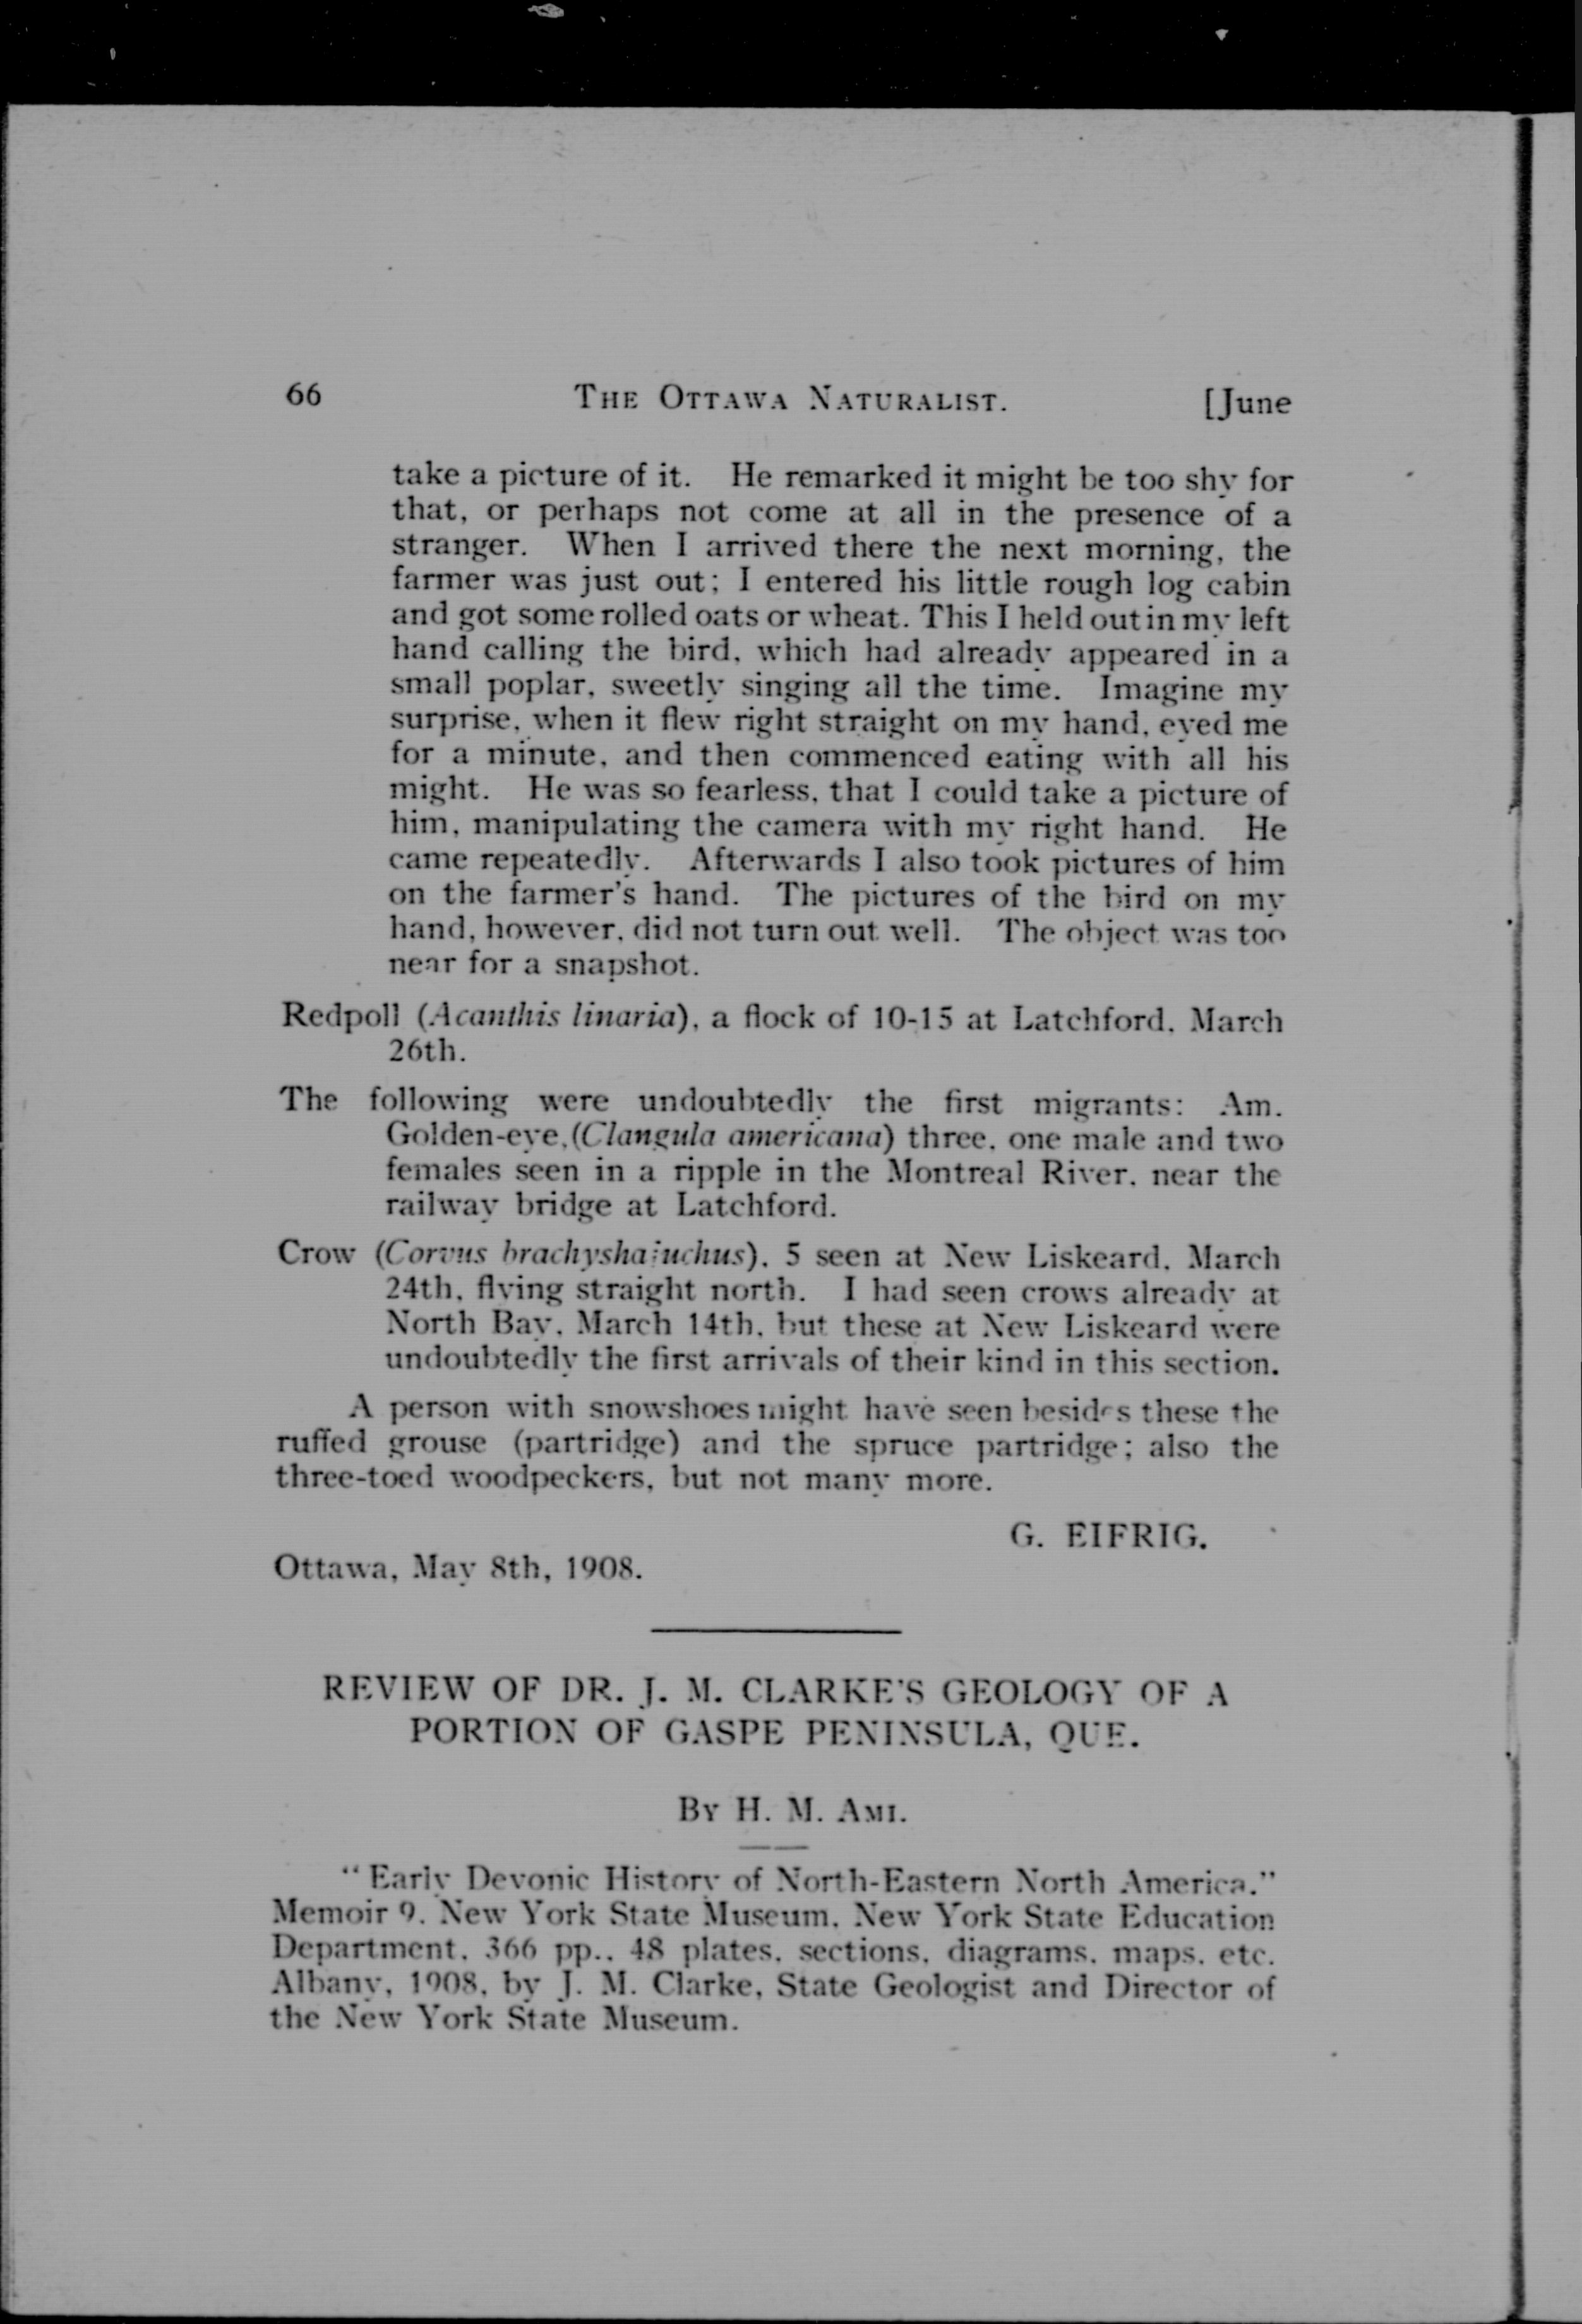 66 THE OTTAWA NATURALIST. [June
take a picture of it. He remarked it might be too shy for
that, or perhaps not come at all in the presence of a
stranger. When I arrived there the next morning, the
farmer was just out; I entered his little rough log cabin
and got some rolled oats or wheat. This I held out in my left
hand calling the bird, which had already appeared in a
small poplar, sweetly singing all the time. Imagine my
surprise, when it flew right straight on my hand, eyed me
for a minute, and then commenced eating with all his
might. He was so fearless, that I could take a picture of
him, manipulating the camera with my right hand. He
came repeatedly. Afterwards I also took pictures of him
on the farmer's hand. The pictures of the bird on my
hand, however, did not turn out well. The object was too
near for a snapshot.
Redpoll (Acanthis linaria), a flock of 10-15 at Latchford, March
26th.
The following were undoubtedly the first migrants: Am.
Golden-eye, (Clangula americana) three, one male and two
females seen in a ripple in the Montreal River, near the
railway bridge at Latchford.
Crow (Corvus), 5 seen at New Liskeard, March
24th, flying straight north. I had seen crows already at
North Bay, March 14th, but these at New Liskeard were
undoubtedly the first arrivals of their kind in this section.
A person with snowshoes might have seen besides these the
ruffed grouse (partridge) and the spruce partridge; also the
three-toed woodpeckers, but not many more.
G. EIFRIG.
Ottawa, May 8th, 1908.
REVIEW OF DR. J. M. CLARKE'S GEOLOGY OF A
PORTION OF GASPE PENINSULA, QUE.
BY H. M. AMI.
"Early Devonic History of North-Eastern North America."
Memoir 9. New York State Museum, New York State Education
Department, 366 pp., 48 plates, sections, diagrams, maps, etc.
Albany, 1908, by J. M. Clarke, State Geologist and Director of
the New York State Museum.